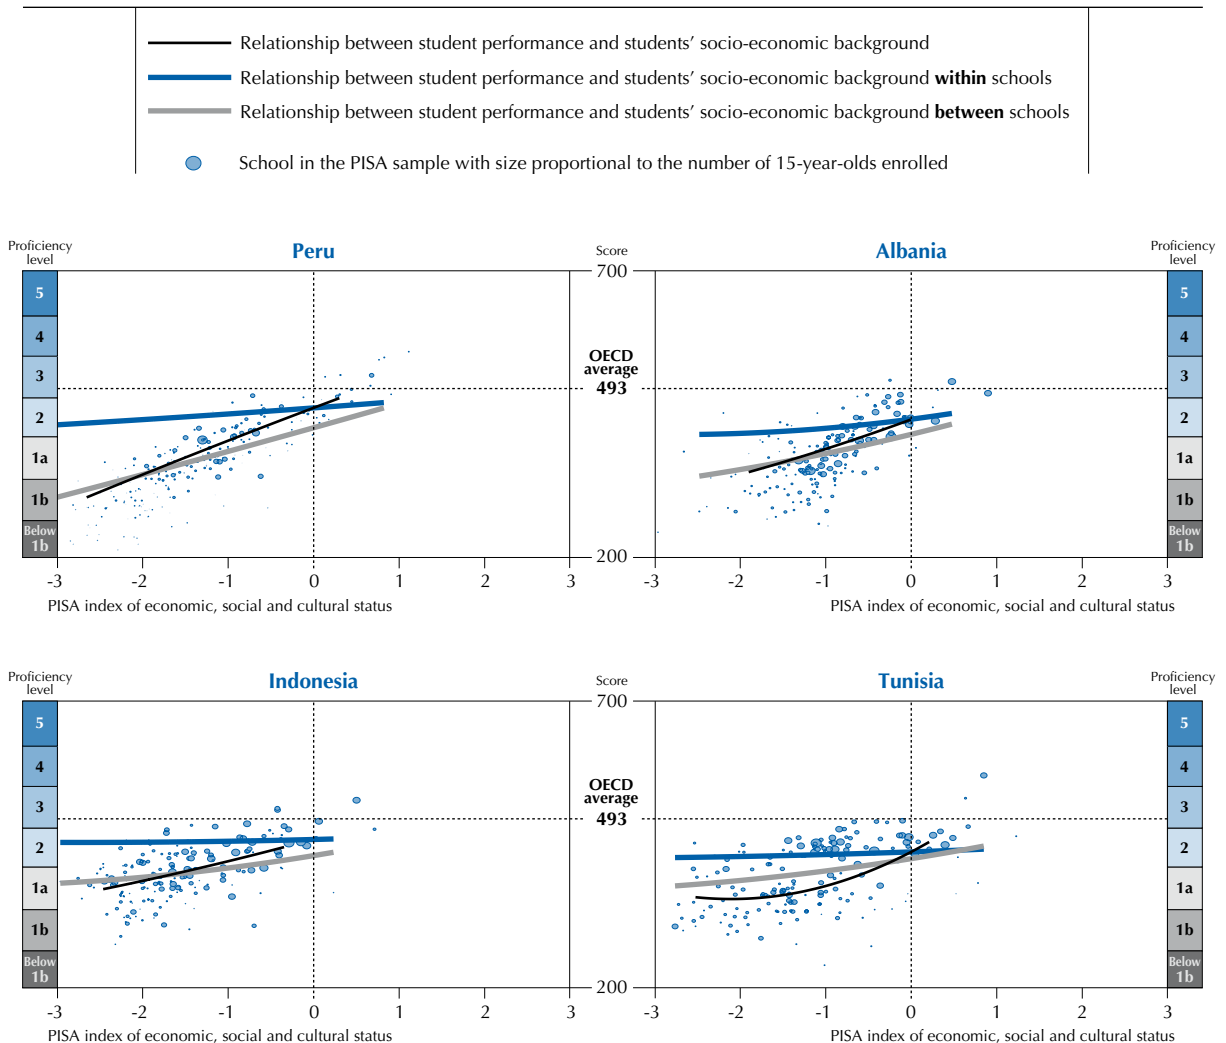 Relationship between student performance and students' socio-economic background
Relationship between student performance and students' socio-economic background within schools
Relationship between student performance and students' socio-economic background between schools
School in the PISA sample with size proportional to the number of 15-year-olds enrolled
Proficiency level
Peru
Score
Albania
Proficiency level
700
5
4
3
2
1a
1b
Below 1b
OECD average
493
200
5
4
3
2
1a
1b
Below 1b
-3 -2 -1 0 1 2 3
-3 -2 -1 0 1 2 3
PISA index of economic, social and cultural status
PISA index of economic, social and cultural status
Proficiency level
Indonesia
Score
Tunisia
Proficiency level
700
5
4
3
2
1a
1b
Below 1b
OECD average
493
200
5
4
3
2
1a
1b
Below 1b
-3 -2 -1 0 1 2 3
-3 -2 -1 0 1 2 3
PISA index of economic, social and cultural status
PISA index of economic, social and cultural status